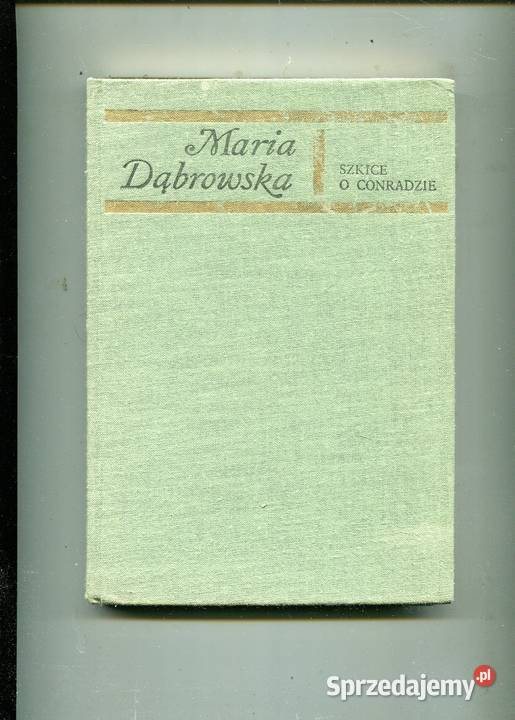 Maria
Dąbrowska
SZKICE
O CONRADZIE
Sprzedajemy.pl